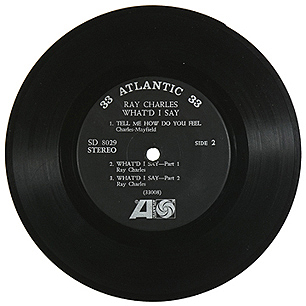 33 ATLANTIC 33
RAY CHARLES
WHAT'D I SAY
1. TELL ME HOW DO YOU FEEL
Charles-Mayfield
SD 8029
STEREO
SIDE 2
2. WHAT'D I SAY—Part 1
Ray Charles
3. WHAT'D I SAY—Part 2
Ray Charles
(33008)
A